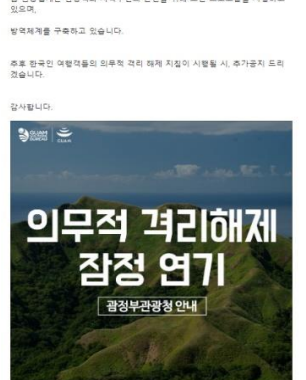 있으며,
방역체계를 구축하고 있습니다.
추후 한국인 여행객들의 의무적 격리 해제 지침이 시행될 시, 추가공지 드리
겠습니다.
감사합니다.
GUAM
의무적 격리해제
잠정 연기
괌정부관광청 안내